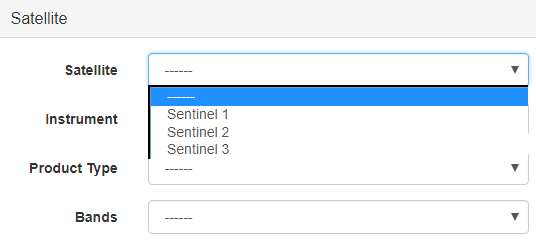 Satellite
Satellite ------
------
Instrument
Sentinel 1
Sentinel 2
Sentinel 3
Product Type ------
Bands ------